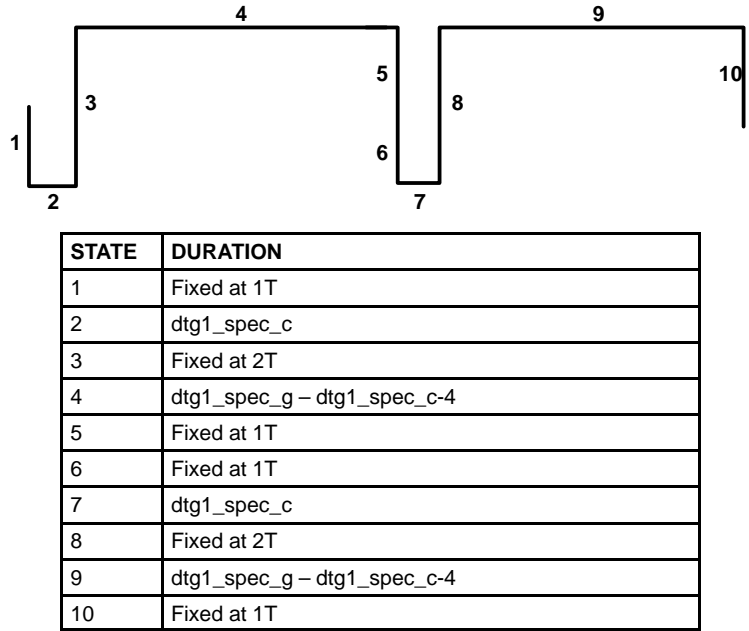 4
9
5
10
3
8
1
6
2
7
STATE DURATION
1 Fixed at 1T
2 dtg1_spec_c
3 Fixed at 2T
4 dtg1_spec_g – dtg1_spec_c-4
5 Fixed at 1T
6 Fixed at 1T
7 dtg1_spec_c
8 Fixed at 2T
9 dtg1_spec_g – dtg1_spec_c-4
10 Fixed at 1T